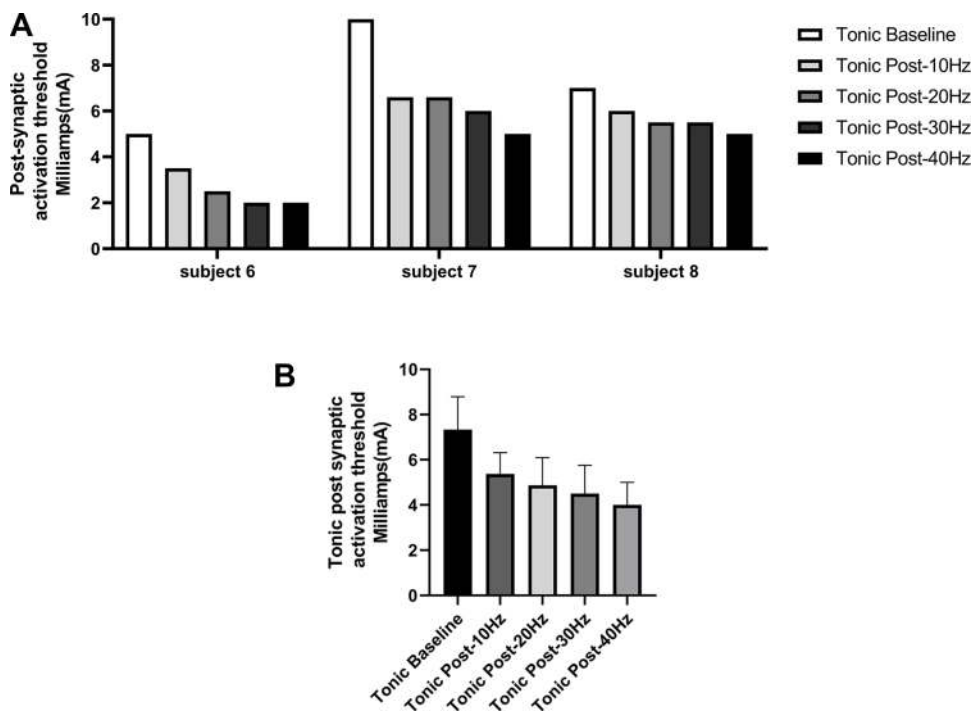 A
Post-synaptic
activation threshold
Milliamps(mA)
10
8
6
4
2
0
subject 6
subject 7
subject 8
Tonic Baseline
Tonic Post-10Hz
Tonic Post-20Hz
Tonic Post-30Hz
Tonic Post-40Hz
B
Tonic post synaptic
activation threshold
Milliamps(mA)
10
8
6
4
2
0
Tonic Baseline
Tonic Post-10Hz
Tonic Post-20Hz
Tonic Post-30Hz
Tonic Post-40Hz